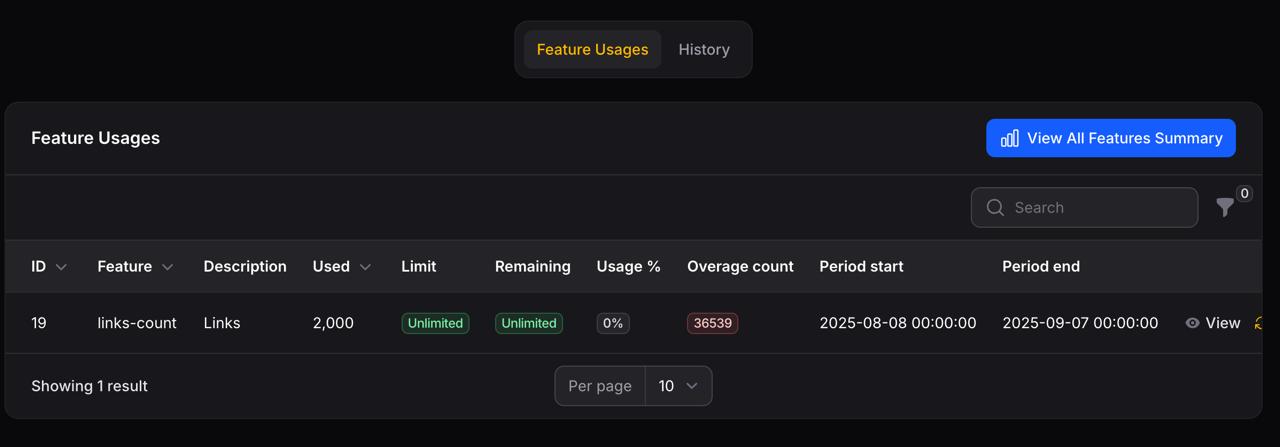 Feature Usages History
Feature Usages View All Features Summary
Search 0
ID Feature Description Used Limit Remaining Usage % Overage count Period start Period end
19 links-count Links 2,000 Unlimited Unlimited 0% 36539 2025-08-08 00:00:00 2025-09-07 00:00:00 View
Showing 1 result Per page 10